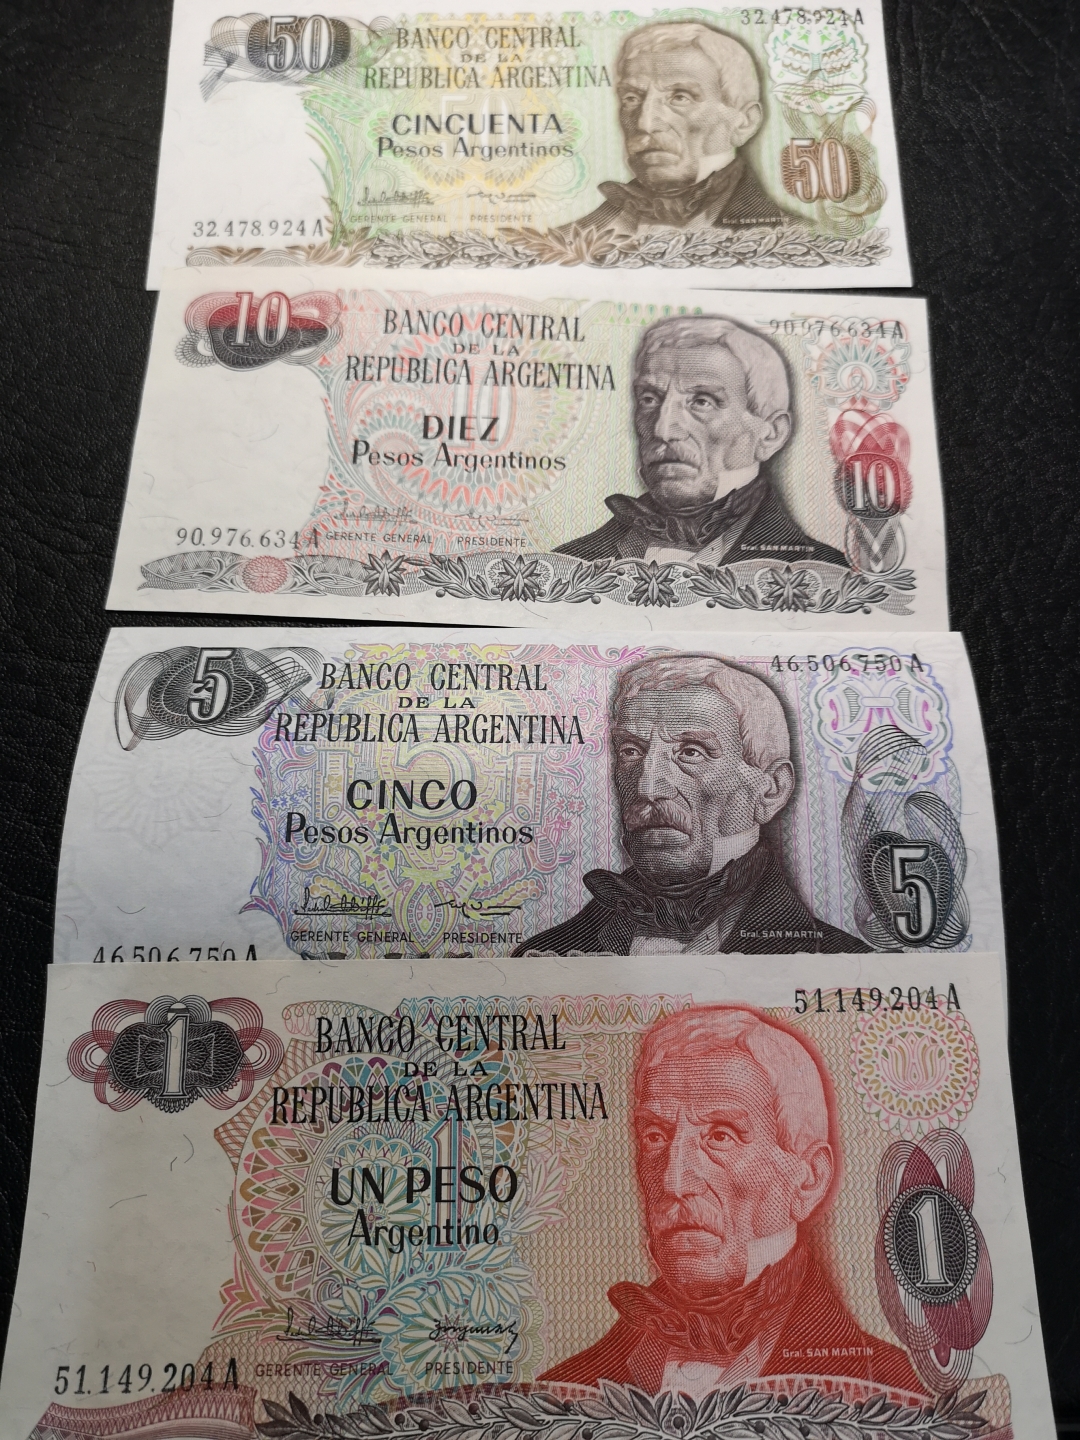 50
32.478.924 A
BANCO CENTRAL
DE LA
REPUBLICA ARGENTINA
CINCUENTA
Pesos Argentinos
50
GERENTE GENERAL PRESIDENTE
Gral. SAN MARTIN
32.478.924 A
10
90.976.634 A
BANCO CENTRAL
DE LA
REPUBLICA ARGENTINA
10
DIEZ
Pesos Argentinos
10
GERENTE GENERAL PRESIDENTE
Gral. SAN MARTIN
90.976.634 A
5
46.506.750 A
BANCO CENTRAL
DE LA
REPUBLICA ARGENTINA
5
CINCO
Pesos Argentinos
5
GERENTE GENERAL PRESIDENTE
Gral. SAN MARTIN
46.506.750 A
1
51.149.204 A
BANCO CENTRAL
DE LA
REPUBLICA ARGENTINA
1
UN PESO
Argentino
1
GERENTE GENERAL PRESIDENTE
Gral. SAN MARTIN
51.149.204 A